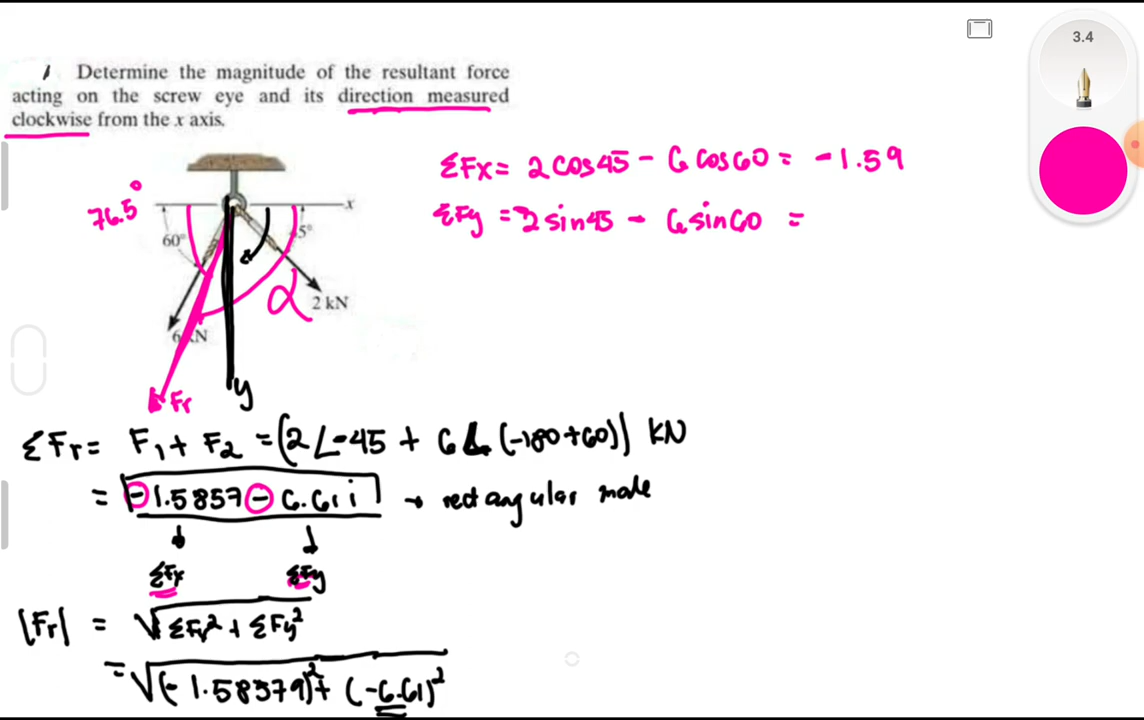 3.4
1 Determine the magnitude of the resultant force
acting on the screw eye and its direction measured
clockwise from the x axis.
ΣFx= 2cos45 - 6cos60 = -1.59
76.5°
x
ΣFy =-2sin45 - 6sin60 =
60°
5°
α
2 kN
6 kN
Fr
y
ΣFr= F₁+ F₂ =(2∠-45 + 6∠(-180+60)) kN
= -1.5857 - 6.61i → rectangular mode
ΣFx ΣFy
|Fr| = √ΣFx²+ΣFy²
=√(-1.58579)²+ (-6.61)²